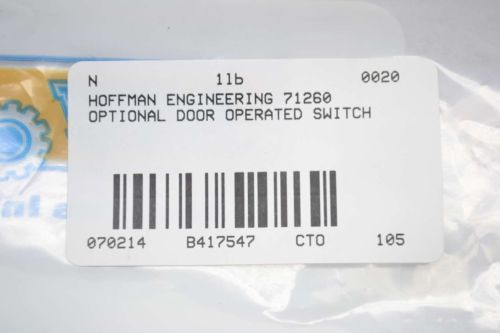 N 1lb 0020
HOFFMAN ENGINEERING 71260
OPTIONAL DOOR OPERATED SWITCH
070214 B417547 CTO 105